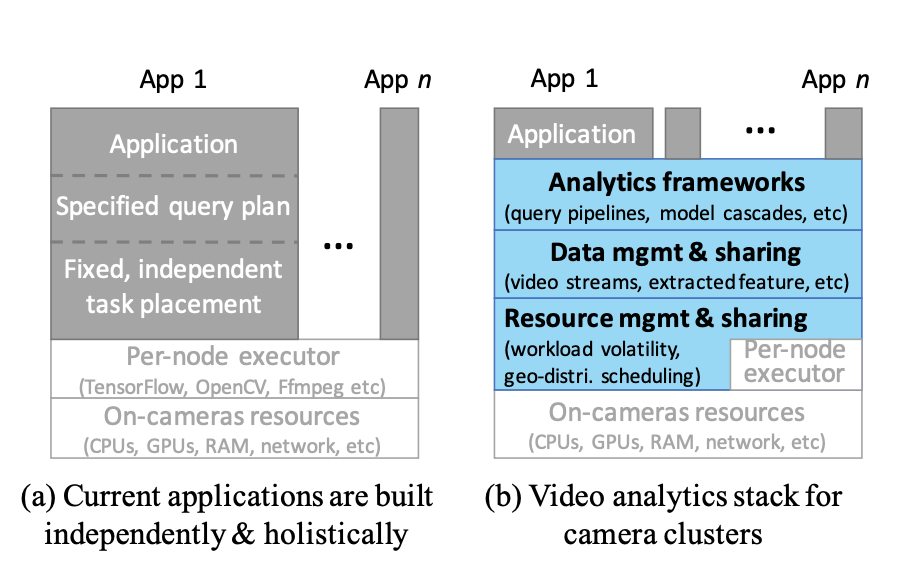 App 1
App n
Application
Specified query plan
Fixed, independent
task placement
...
Per-node executor
(TensorFlow, OpenCV, Ffmpeg etc)
On-cameras resources
(CPUs, GPUs, RAM, network, etc)
(a) Current applications are built
independently & holistically
App 1
App n
Application
...
Analytics frameworks
(query pipelines, model cascades, etc)
Data mgmt & sharing
(video streams, extracted feature, etc)
Resource mgmt & sharing
(workload volatility,
geo-distri. scheduling)
Per-node
executor
On-cameras resources
(CPUs, GPUs, RAM, network, etc)
(b) Video analytics stack for
camera clusters